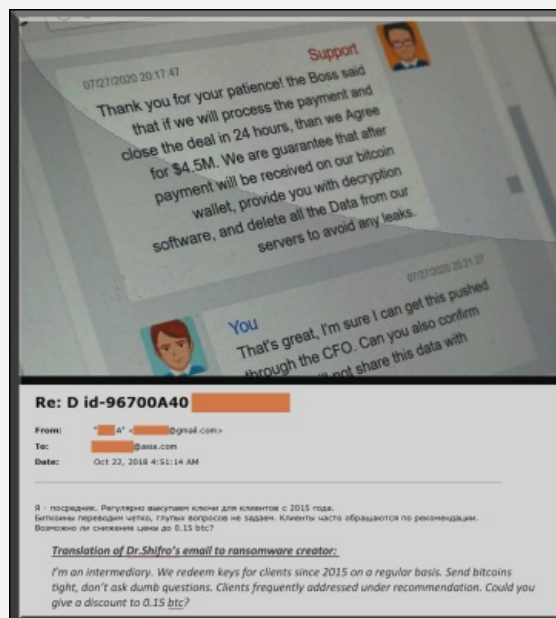 07/27/2020 20:17:47
Support
Thank you for your patience! the Boss said
that if we will process the payment and
close the deal in 24 hours, than we Agree
for $4.5M. We are guarantee that after
payment will be received on our bitcoin
wallet, provide you with decryption
software, and delete all the Data from our
servers to avoid any leaks.
07/27/2020 20:21:27
You
That's great, I'm sure I can get this pushed
through the CFO. Can you also confirm
not share this data with
Re: D id-96700A40
From: " A" < @gmail.com>
To: @asia.com
Date: Oct 22, 2018 4:51:14 AM
Я - посредник. Регулярно выкупаем ключи для клиентов с 2015 года.
Биткоины переводим четко, глупых вопросов не задаем. Клиенты часто обращаются по рекомендации.
Возможно ли снижение цены до 0.15 btc?
Translation of Dr.Shifro's email to ransomware creator:
I'm an intermediary. We redeem keys for clients since 2015 on a regular basis. Send bitcoins
tight, don't ask dumb questions. Clients frequently addressed under recommendation. Could you
give a discount to 0.15 btc?